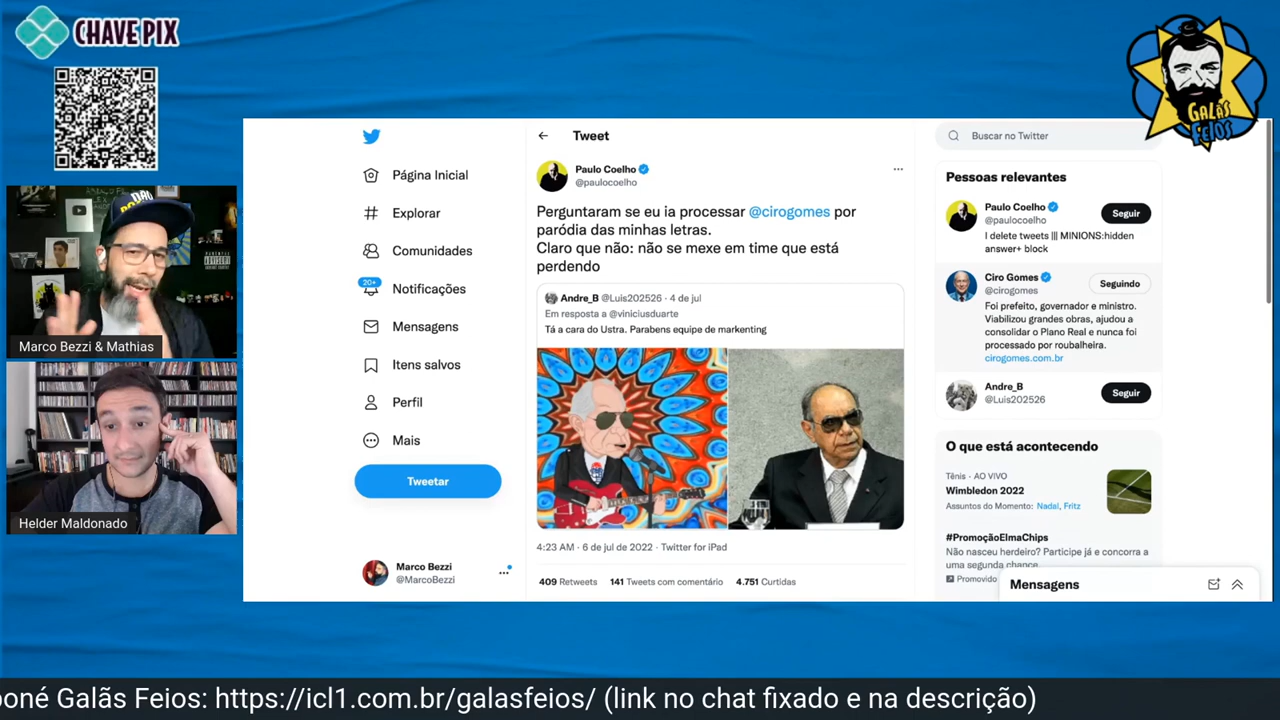 CHAVE PIX
GALÃS
FEIOS
Marco Bezzi & Mathias
Helder Maldonado
Página Inicial
Explorar
Comunidades
20+
Notificações
Mensagens
Itens salvos
Perfil
Mais
Tweetar
Marco Bezzi
@MarcoBezzi
Tweet
Paulo Coelho
@paulocoelho
Perguntaram se eu ia processar @cirogomes por
paródia das minhas letras.
Claro que não: não se mexe em time que está
perdendo
Andre_B @Luis202526 · 4 de jul
Em resposta a @viniciusduarte
Tá a cara do Ustra. Parabens equipe de markenting
4:23 AM · 6 de jul de 2022 · Twitter for iPad
409 Retweets 141 Tweets com comentário 4.751 Curtidas
Buscar no Twitter
Pessoas relevantes
Paulo Coelho
@paulocoelho
Seguir
I delete tweets ||| MINIONS:hidden
answer+ block
Ciro Gomes
@cirogomes
Seguindo
Foi prefeito, governador e ministro.
Viabilizou grandes obras, ajudou a
consolidar o Plano Real e nunca foi
processado por roubalheira.
cirogomes.com.br
Andre_B
@Luis202526
Seguir
O que está acontecendo
Tênis · AO VIVO
Wimbledon 2022
Assuntos do Momento: Nadal, Fritz
#PromoçãoElmaChips
Não nasceu herdeiro? Participe já e concorra a
uma segunda chance
Promovido
Mensagens
oné Galãs Feios: https://icl1.com.br/galasfeios/ (link no chat fixado e na descrição)